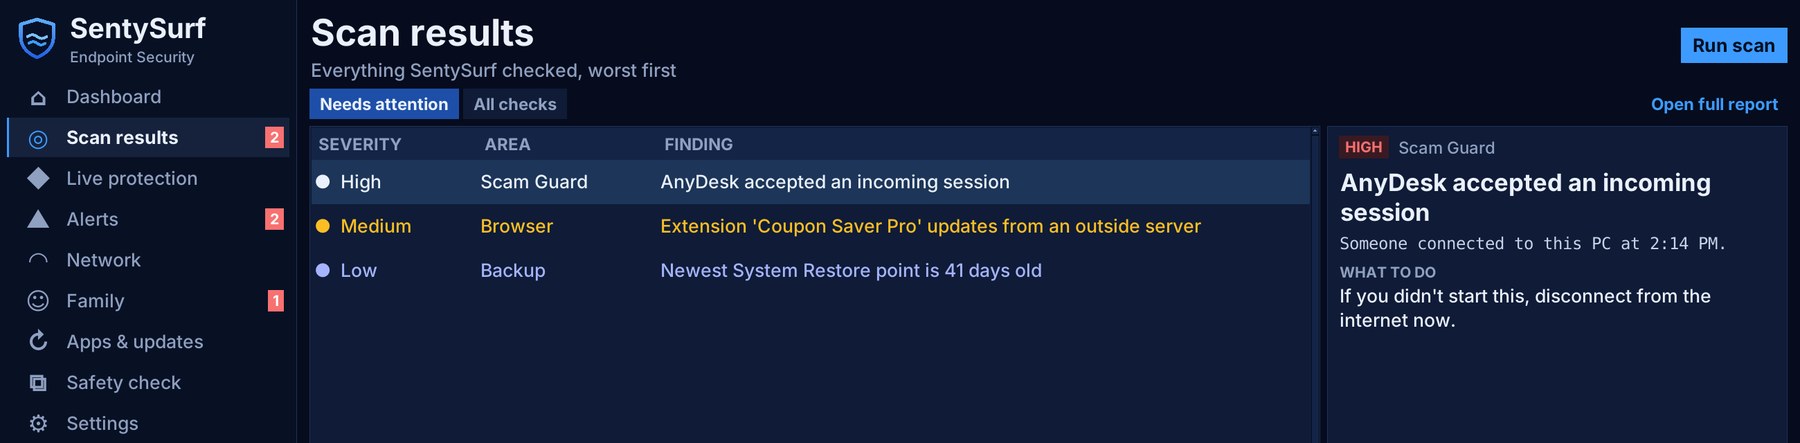 SentySurf
Endpoint Security
Dashboard
Scan results 2
Live protection
Alerts 2
Network
Family 1
Apps & updates
Safety check
Settings
Scan results
Everything SentySurf checked, worst first
Run scan
Needs attention All checks
Open full report
SEVERITY AREA FINDING
High Scam Guard AnyDesk accepted an incoming session
Medium Browser Extension 'Coupon Saver Pro' updates from an outside server
Low Backup Newest System Restore point is 41 days old
HIGH Scam Guard
AnyDesk accepted an incoming
session
Someone connected to this PC at 2:14 PM.
WHAT TO DO
If you didn't start this, disconnect from the
internet now.